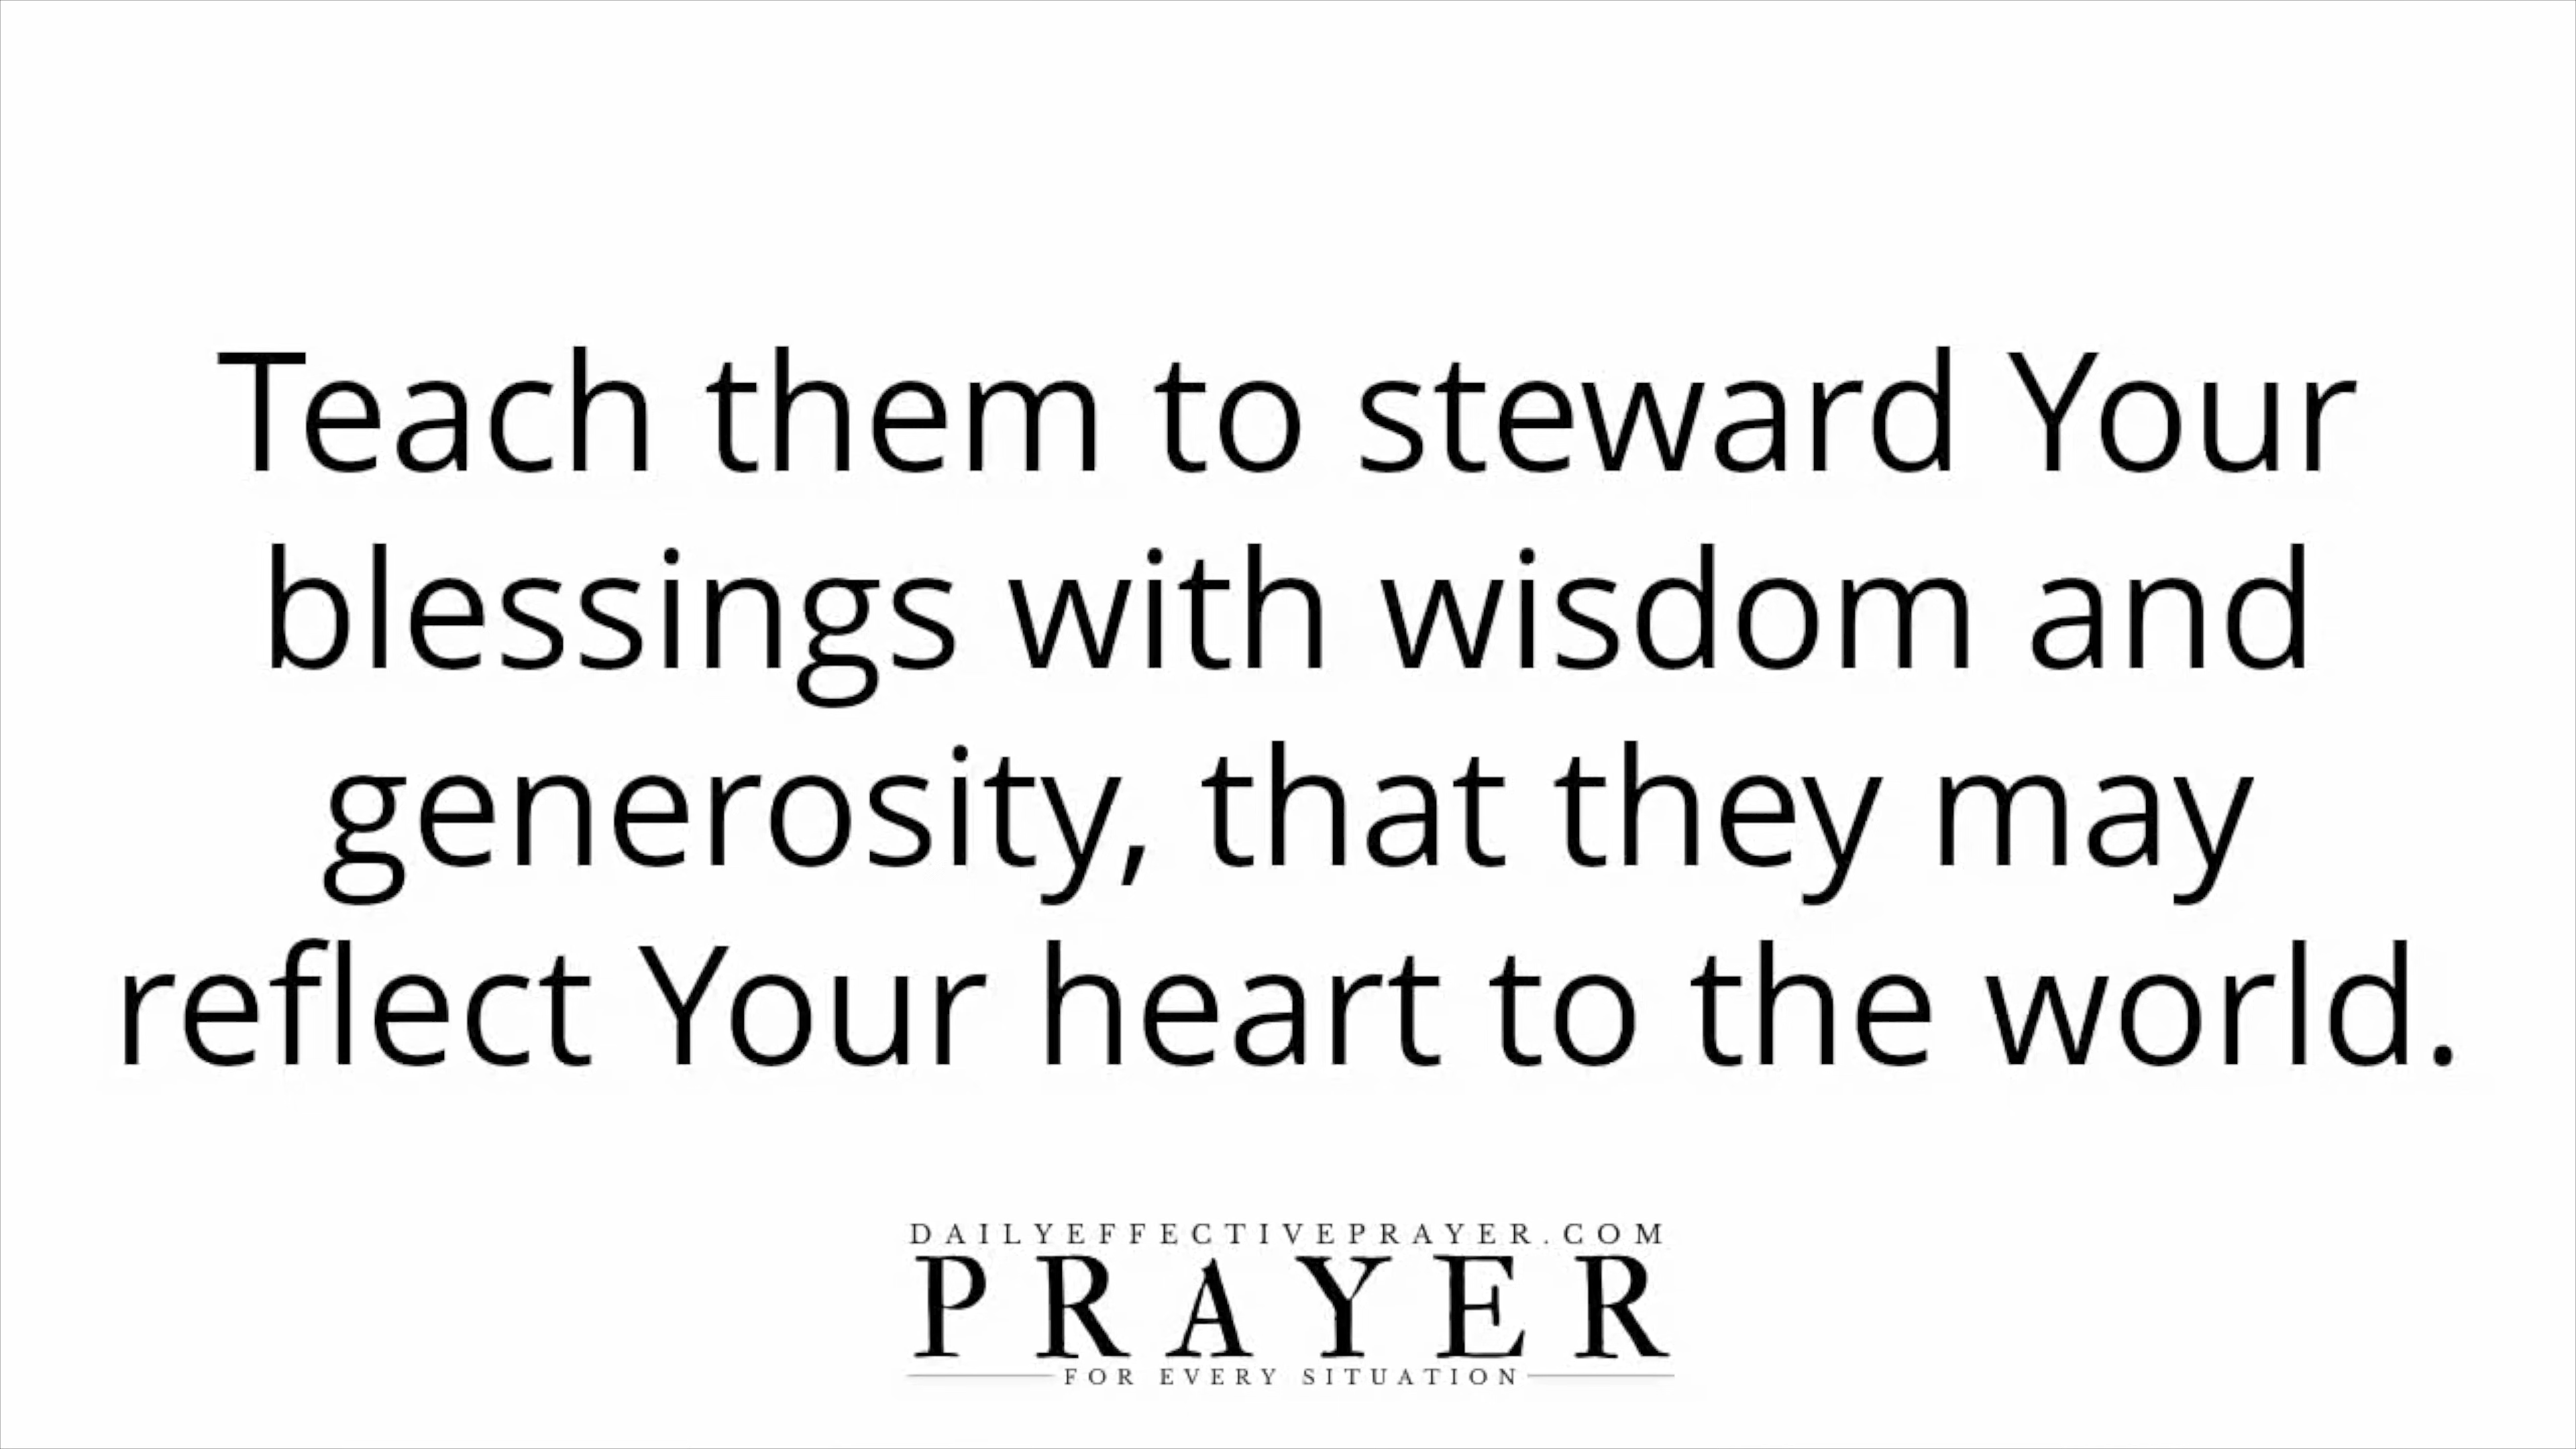 Teach them to steward Your
blessings with wisdom and
generosity, that they may
reflect Your heart to the world.
DAILYEFFECTIVEPRAYER.COM
PRAYER
FOR EVERY SITUATION